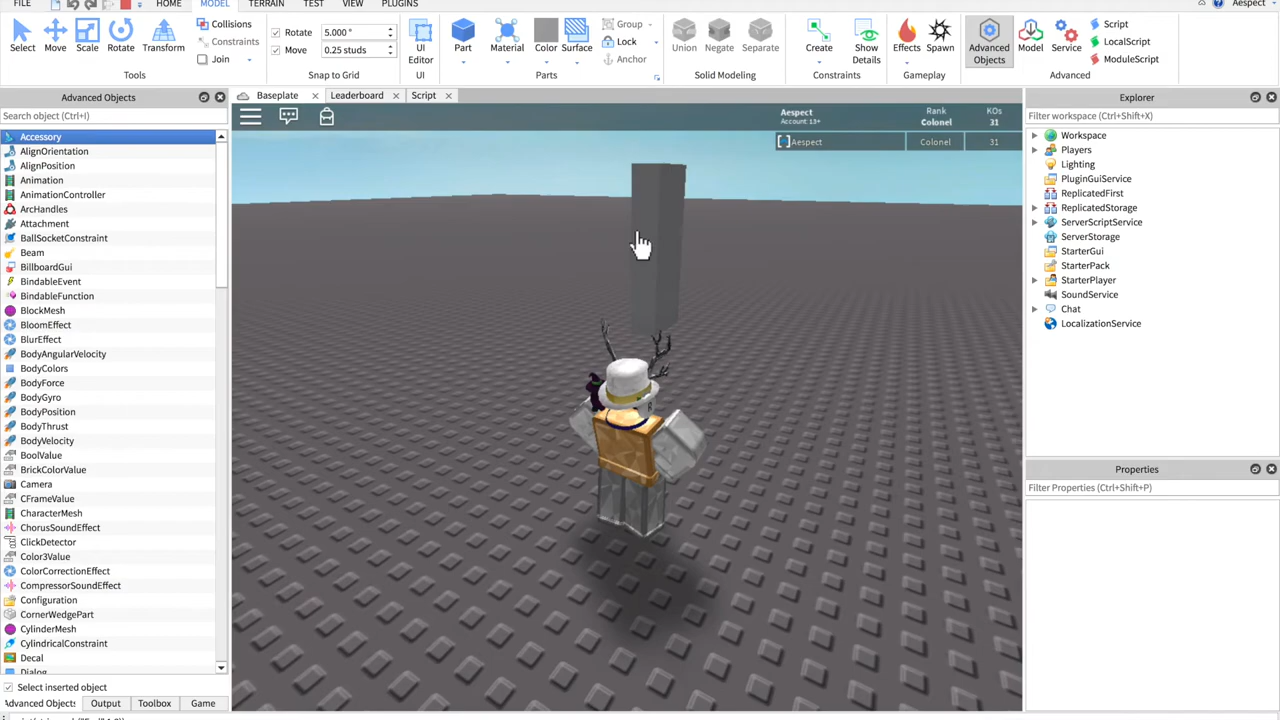 FILE
HOME
MODEL
TERRAIN
TEST
VIEW
PLUGINS
Aespect
Select
Move
Scale
Rotate
Transform
Collisions
Constraints
Join
Tools
Rotate
5.000 °
Move
0.25 studs
Snap to Grid
UI
Editor
UI
Part
Material
Color
Surface
Group
Lock
Anchor
Parts
Union
Negate
Separate
Solid Modeling
Create
Show
Details
Constraints
Effects
Spawn
Gameplay
Advanced
Objects
Model
Service
Script
LocalScript
ModuleScript
Advanced
Advanced Objects
Search object (Ctrl+I)
Accessory
AlignOrientation
AlignPosition
Animation
AnimationController
ArcHandles
Attachment
BallSocketConstraint
Beam
BillboardGui
BindableEvent
BindableFunction
BlockMesh
BloomEffect
BlurEffect
BodyAngularVelocity
BodyColors
BodyForce
BodyGyro
BodyPosition
BodyThrust
BodyVelocity
BoolValue
BrickColorValue
Camera
CFrameValue
CharacterMesh
ChorusSoundEffect
ClickDetector
Color3Value
ColorCorrectionEffect
CompressorSoundEffect
Configuration
CornerWedgePart
CylinderMesh
CylindricalConstraint
Decal
Dialog
Select inserted object
Advanced Objects
Output
Toolbox
Game
Baseplate
Leaderboard
Script
Aespect
Account: 13+
Rank
Colonel
KOs
31
Aespect
Colonel
31
Explorer
Filter workspace (Ctrl+Shift+X)
Workspace
Players
Lighting
PluginGuiService
ReplicatedFirst
ReplicatedStorage
ServerScriptService
ServerStorage
StarterGui
StarterPack
StarterPlayer
SoundService
Chat
LocalizationService
Properties
Filter Properties (Ctrl+Shift+P)